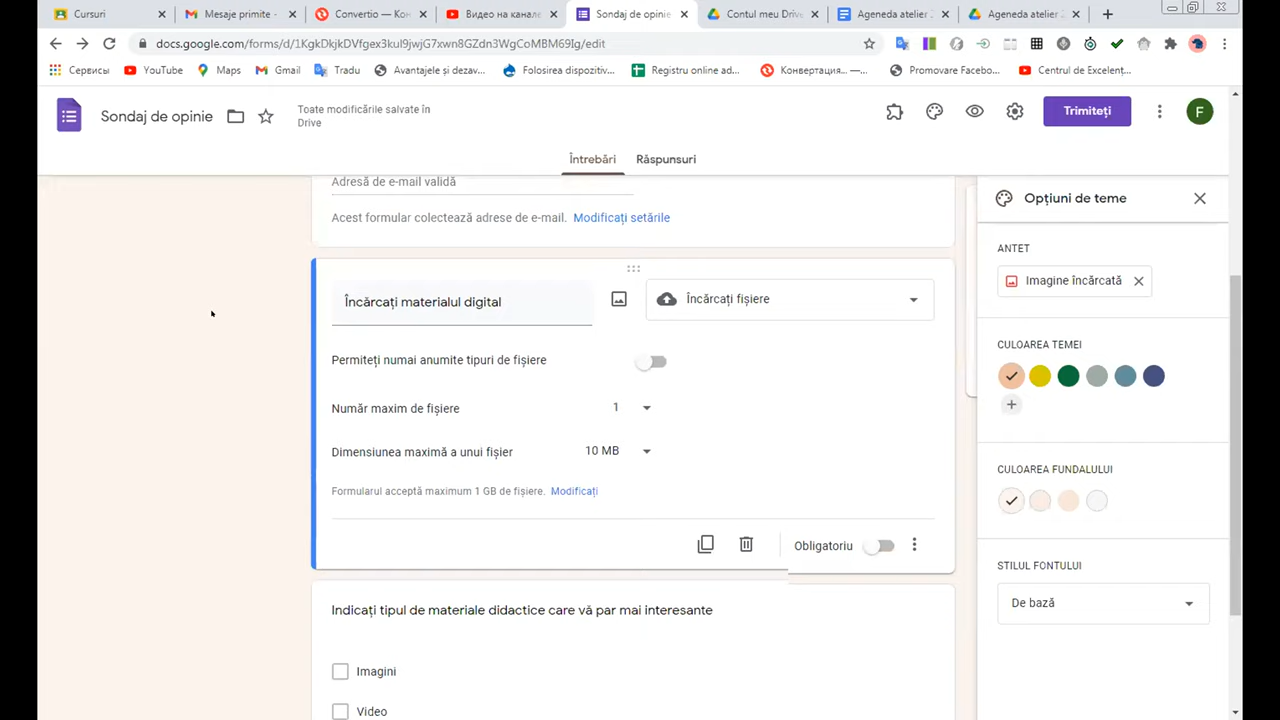 Cursuri
Mesaje primite -
Convertio — Кон
Видео на канале
Sondaj de opinie
Contul meu Drive
Ageneda atelier
Ageneda atelier
docs.google.com/forms/d/1KgkDkjkDVfgex3kul9jwjG7xwn8GZdn3WgCoMBM69Ig/edit
Сервисы
YouTube
Maps
Gmail
Tradu
Avantajele și dezav...
Folosirea dispozitiv...
Registru online ad...
Конвертация...—...
Promovare Facebo...
Centrul de Excelenț...
Sondaj de opinie
Toate modificările salvate în
Drive
Trimiteți
F
Întrebări
Răspunsuri
Adresă de e-mail validă
Acest formular colectează adrese de e-mail. Modificați setările
Încărcați materialul digital
Încărcați fișiere
Permiteți numai anumite tipuri de fișiere
Număr maxim de fișiere
1
Dimensiunea maximă a unui fișier
10 MB
Formularul acceptă maximum 1 GB de fișiere. Modificați
Obligatoriu
Indicați tipul de materiale didactice care vă par mai interesante
Imagini
Video
Opțiuni de teme
ANTET
Imagine încărcată
CULOAREA TEMEI
CULOAREA FUNDALULUI
STILUL FONTULUI
De bază